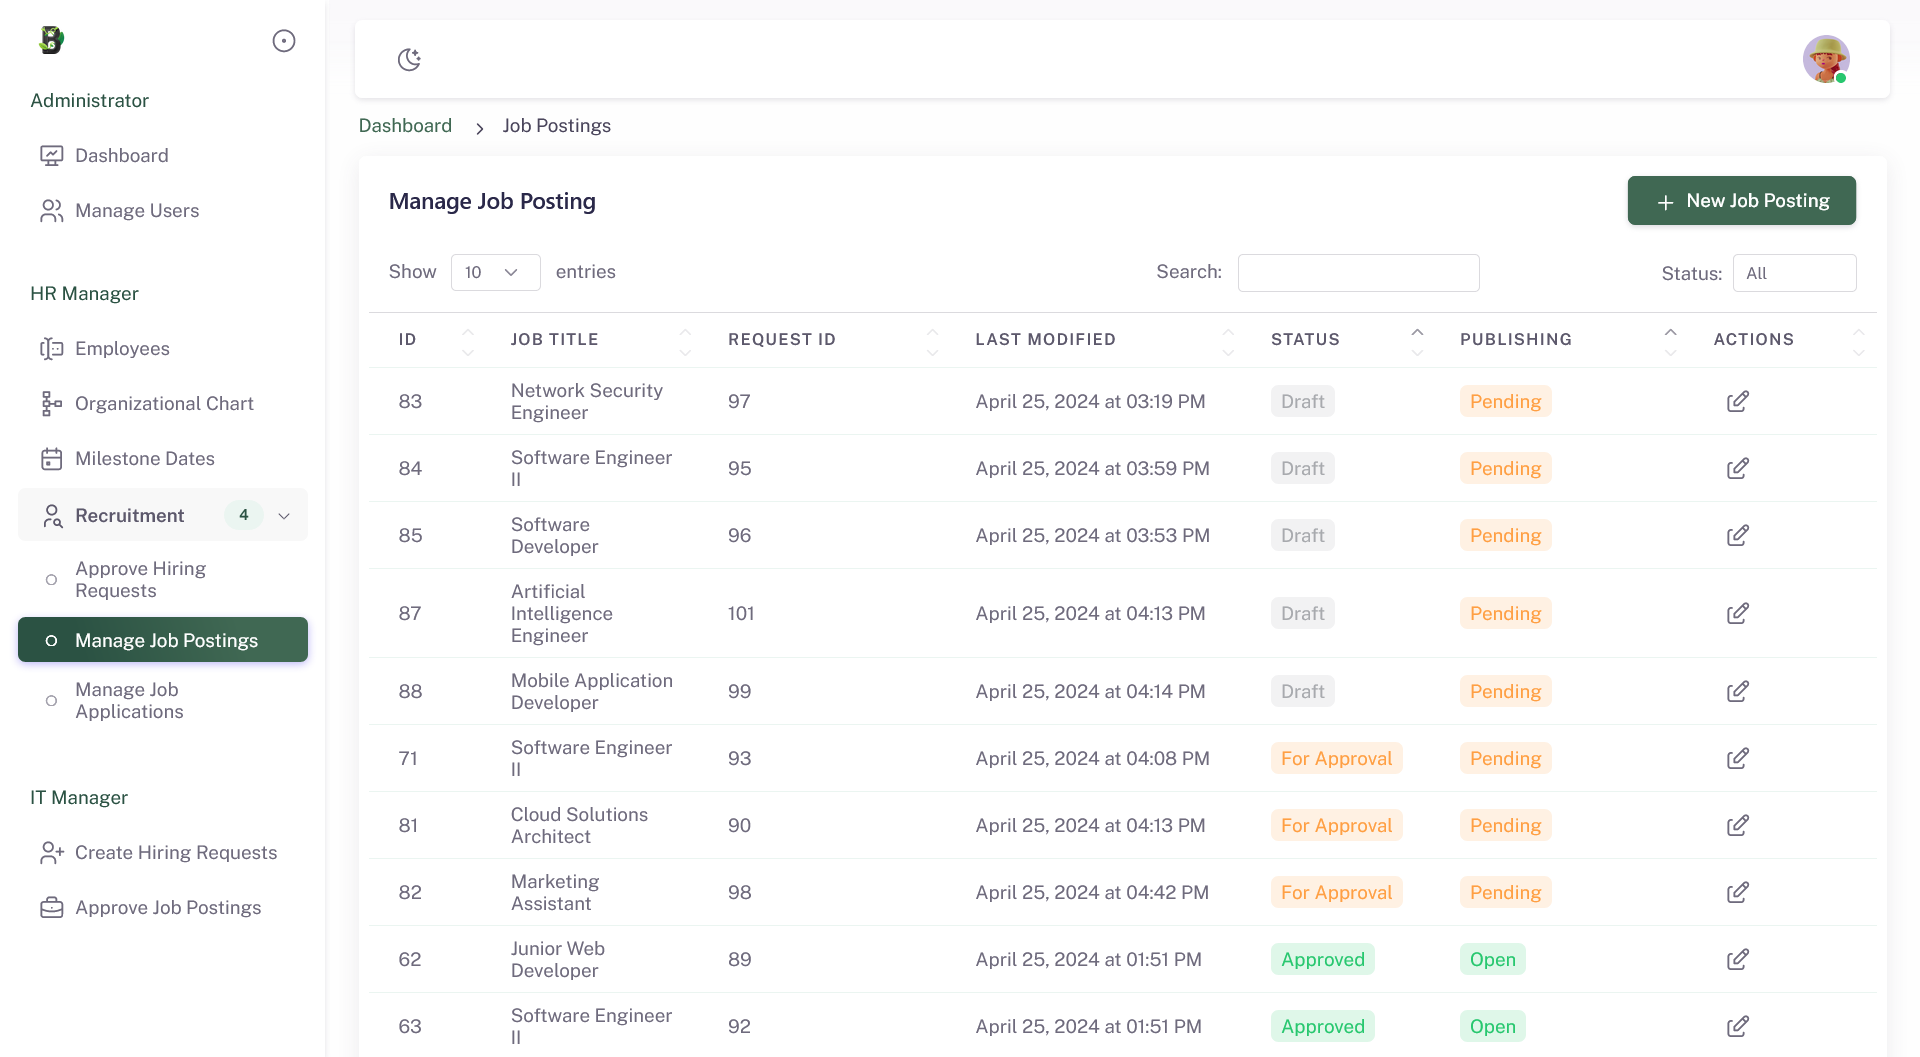 Administrator
Dashboard
Manage Users
HR Manager
Employees
Organizational Chart
Milestone Dates
Recruitment 4
Approve Hiring
Requests
Manage Job Postings
Manage Job
Applications
IT Manager
Create Hiring Requests
Approve Job Postings
Dashboard Job Postings
Manage Job Posting
New Job Posting
Show 10 entries
Search:
Status: All
ID JOB TITLE REQUEST ID LAST MODIFIED STATUS PUBLISHING ACTIONS
83 Network Security
Engineer 97 April 25, 2024 at 03:19 PM Draft Pending
84 Software Engineer
II 95 April 25, 2024 at 03:59 PM Draft Pending
85 Software
Developer 96 April 25, 2024 at 03:53 PM Draft Pending
87 Artificial
Intelligence
Engineer 101 April 25, 2024 at 04:13 PM Draft Pending
88 Mobile Application
Developer 99 April 25, 2024 at 04:14 PM Draft Pending
71 Software Engineer
II 93 April 25, 2024 at 04:08 PM For Approval Pending
81 Cloud Solutions
Architect 90 April 25, 2024 at 04:13 PM For Approval Pending
82 Marketing
Assistant 98 April 25, 2024 at 04:42 PM For Approval Pending
62 Junior Web
Developer 89 April 25, 2024 at 01:51 PM Approved Open
63 Software Engineer
II 92 April 25, 2024 at 01:51 PM Approved Open